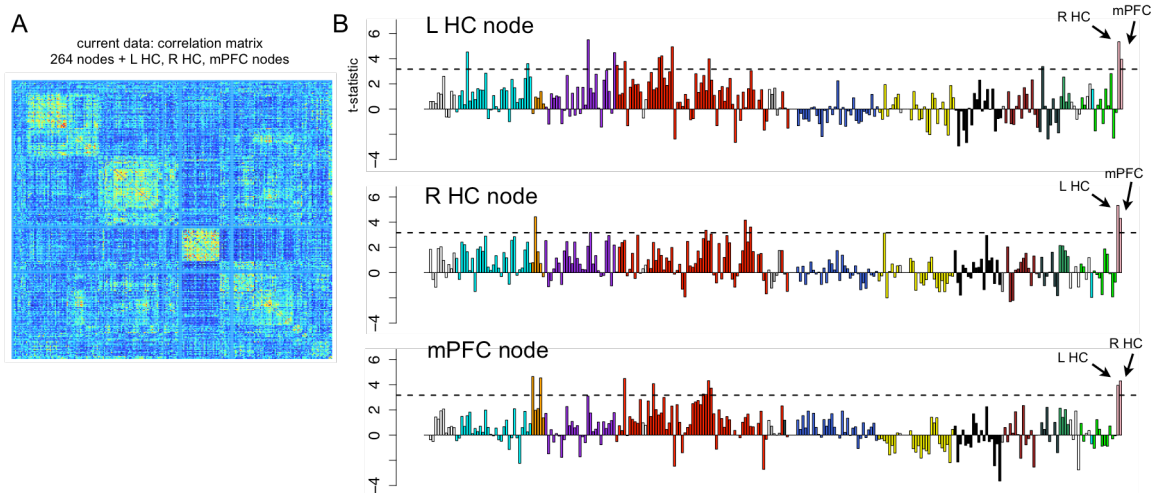 A
current data: correlation matrix
264 nodes + L HC, R HC, mPFC nodes
B
L HC node
R HC
mPFC
t-statistic
6
4
2
0
−4
R HC node
L HC
mPFC
6
4
2
0
−4
mPFC node
L HC
R HC
6
4
2
0
−4